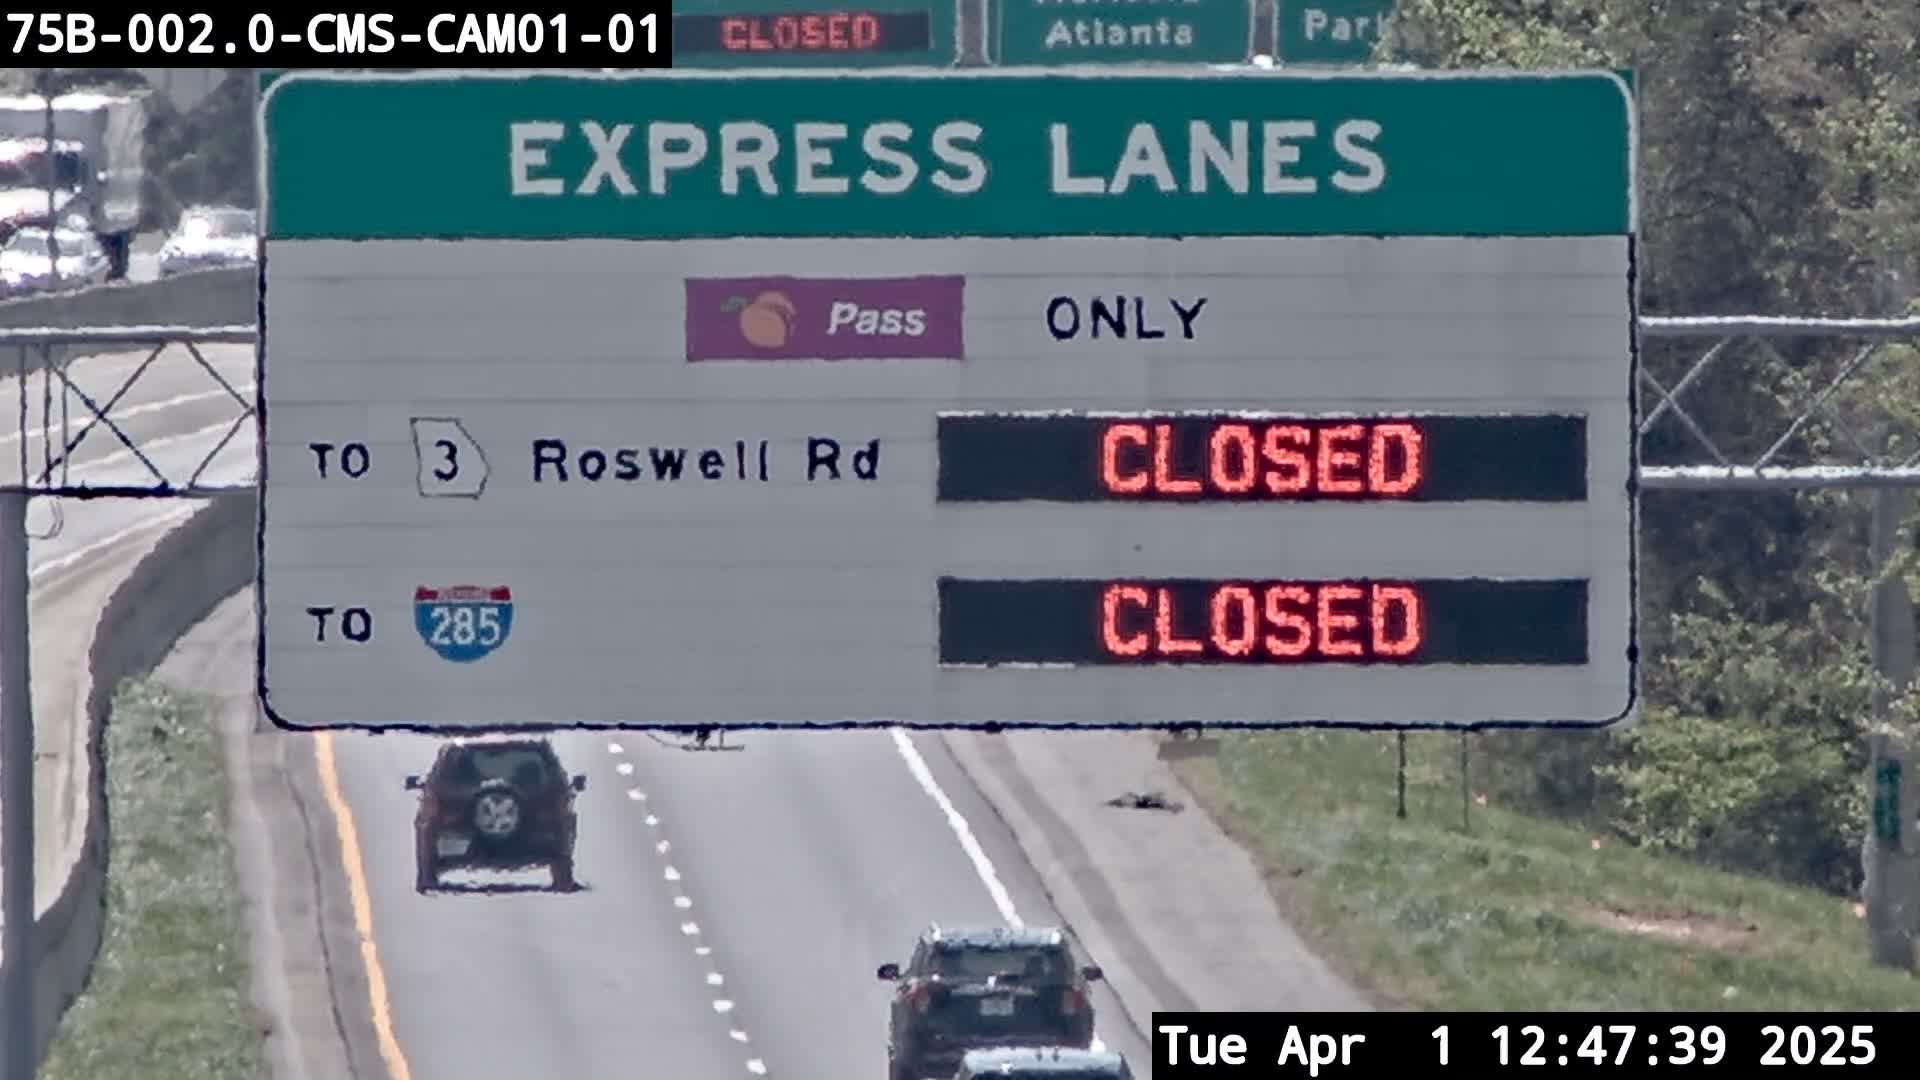 75B-002.0-CMS-CAM01-01
CLOSED
Atlanta
Park
EXPRESS LANES
Pass ONLY
TO 3 Roswell Rd CLOSED
TO 285 CLOSED
Tue Apr 1 12:47:39 2025